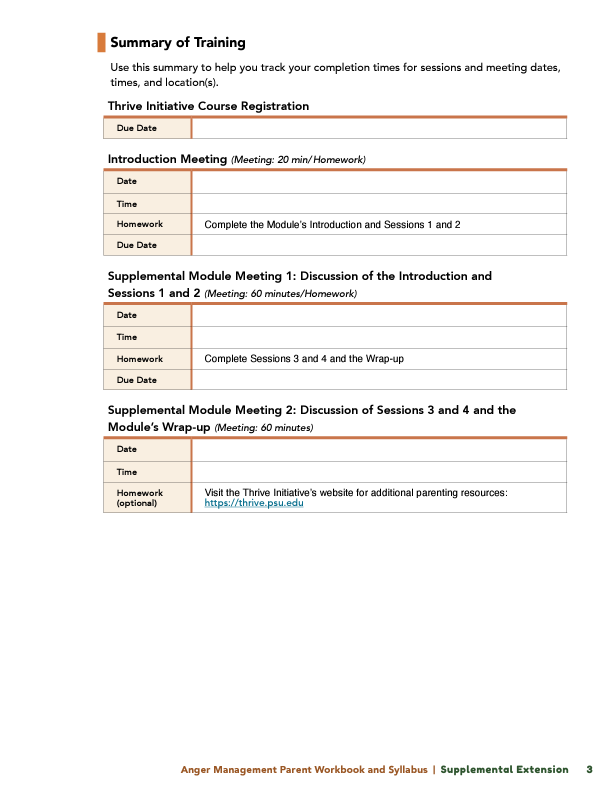 Summary of Training
Use this summary to help you track your completion times for sessions and meeting dates,
times, and location(s).
Thrive Initiative Course Registration
Due Date
Introduction Meeting (Meeting: 20 min/Homework)
Date
Time
Homework Complete the Module's Introduction and Sessions 1 and 2
Due Date
Supplemental Module Meeting 1: Discussion of the Introduction and
Sessions 1 and 2 (Meeting: 60 minutes/Homework)
Date
Time
Homework Complete Sessions 3 and 4 and the Wrap-up
Due Date
Supplemental Module Meeting 2: Discussion of Sessions 3 and 4 and the
Module's Wrap-up (Meeting: 60 minutes)
Date
Time
Homework Visit the Thrive Initiative's website for additional parenting resources:
(optional) https://thrive.psu.edu
Anger Management Parent Workbook and Syllabus | Supplemental Extension 3